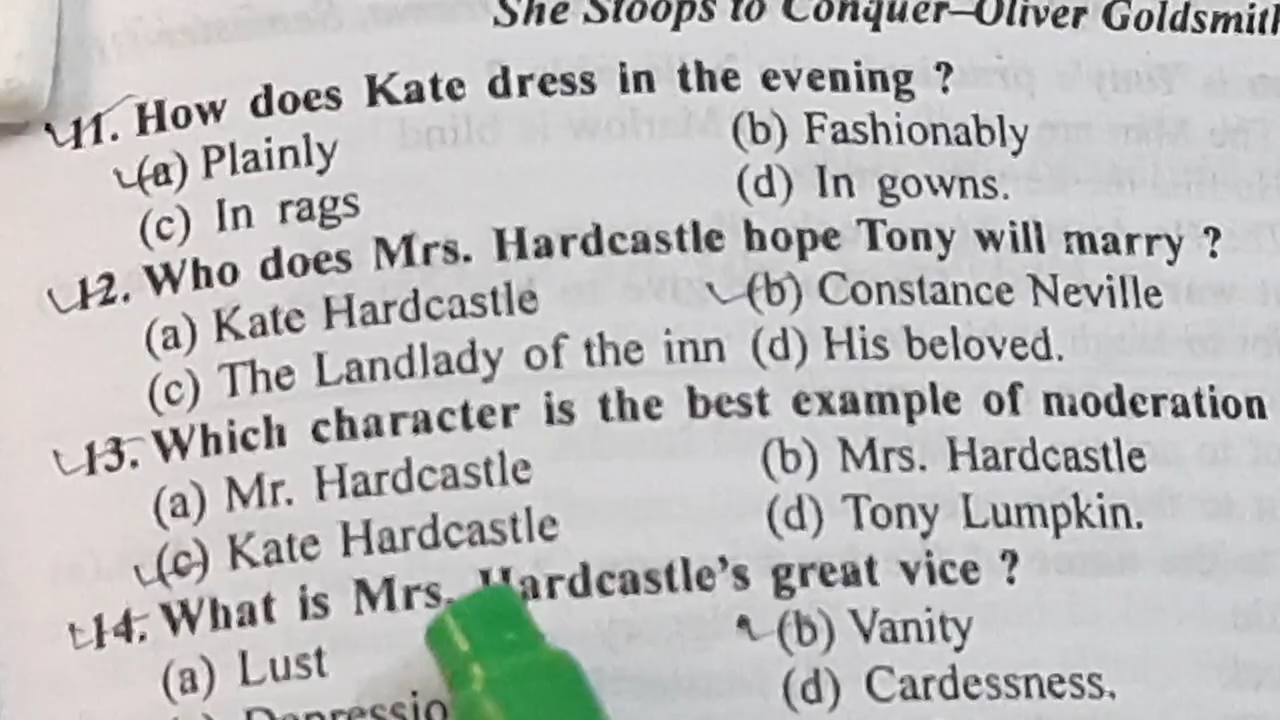 She Stoops to Conquer–Oliver Goldsmith
11. How does Kate dress in the evening ?
(a) Plainly (b) Fashionably
(c) In rags (d) In gowns.
12. Who does Mrs. Hardcastle hope Tony will marry ?
(a) Kate Hardcastle (b) Constance Neville
(c) The Landlady of the inn (d) His beloved.
13. Which character is the best example of moderation
(a) Mr. Hardcastle (b) Mrs. Hardcastle
(c) Kate Hardcastle (d) Tony Lumpkin.
14. What is Mrs. Hardcastle's great vice ?
(a) Lust (b) Vanity
(d) Cardessness.